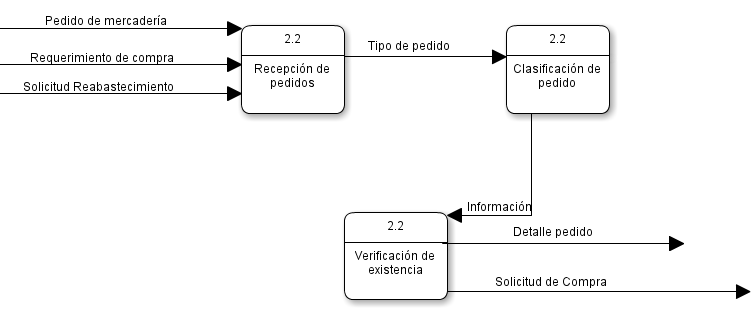 Pedido de mercadería
Requerimiento de compra
Solicitud Reabastecimiento
2.2
Recepción de
pedidos
Tipo de pedido
2.2
Clasificación de
pedido
Información
2.2
Verificación de
existencia
Detalle pedido
Solicitud de Compra